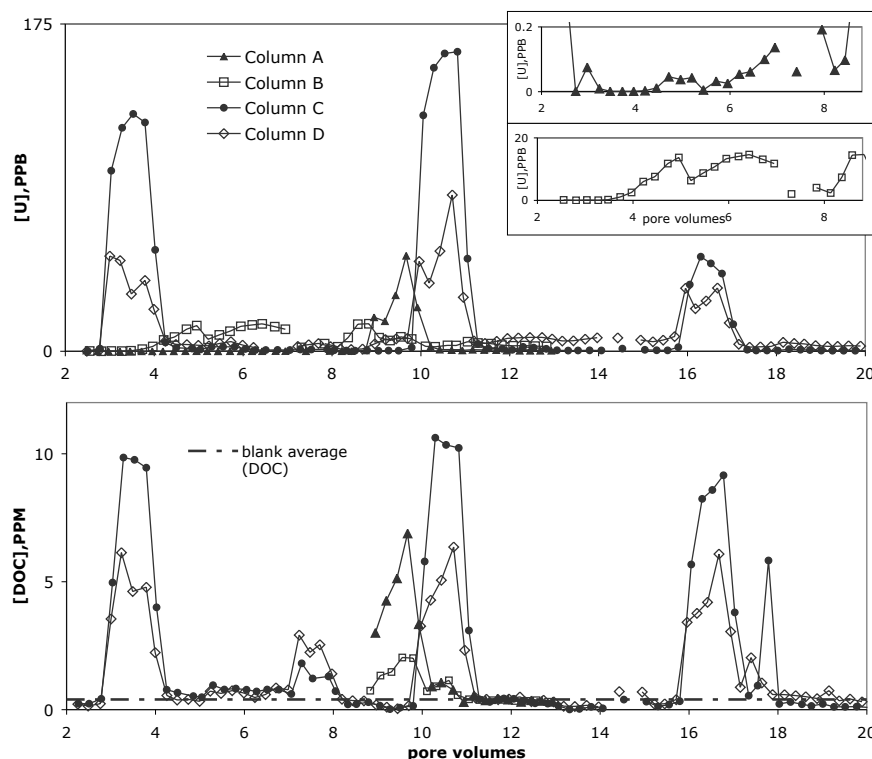 175
Column A
Column B
Column C
Column D
[U],PPB
0
2 4 6 8 10 12 14 16 18 20
0.2
[U],PPB
0
2 4 6 8
20
[U],PPB
10
0
2 4 pore volumes 6 8
blank average
(DOC)
10
[DOC],PPM
5
0
2 4 6 8 10 12 14 16 18 20
pore volumes